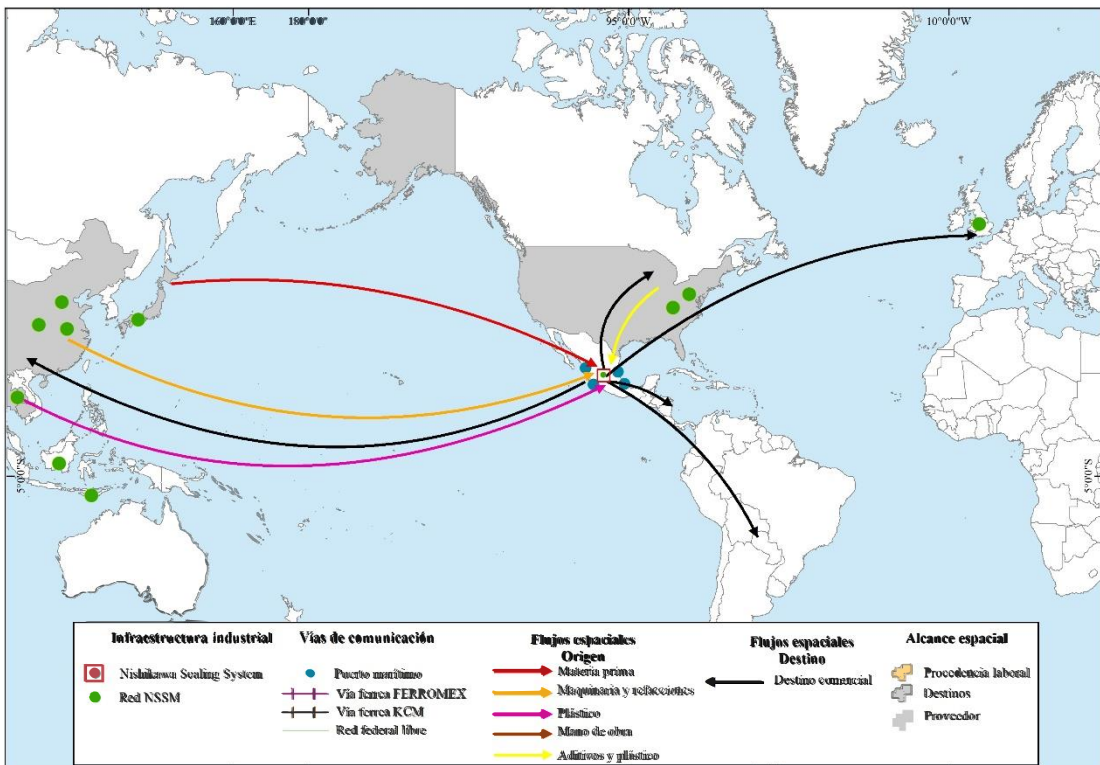 160°0'0"E
180°0'0"
95°0'0"W
10°0'0"W
5°0'0"S
5°0'0"S
Infraestructura industrial
Nishikawa Sealing System
Red NSSM
Vías de comunicación
Puerto marítimo
Vía ferrea FERROMEX
Vía ferrea KCM
Red federal libre
Flujos espaciales
Origen
Materia prima
Maquinaria y refacciones
Plástico
Mano de obra
Aditivos y plástico
Flujos espaciales
Destino
Destino comercial
Alcance espacial
Procedencia laboral
Destinos
Proveedor